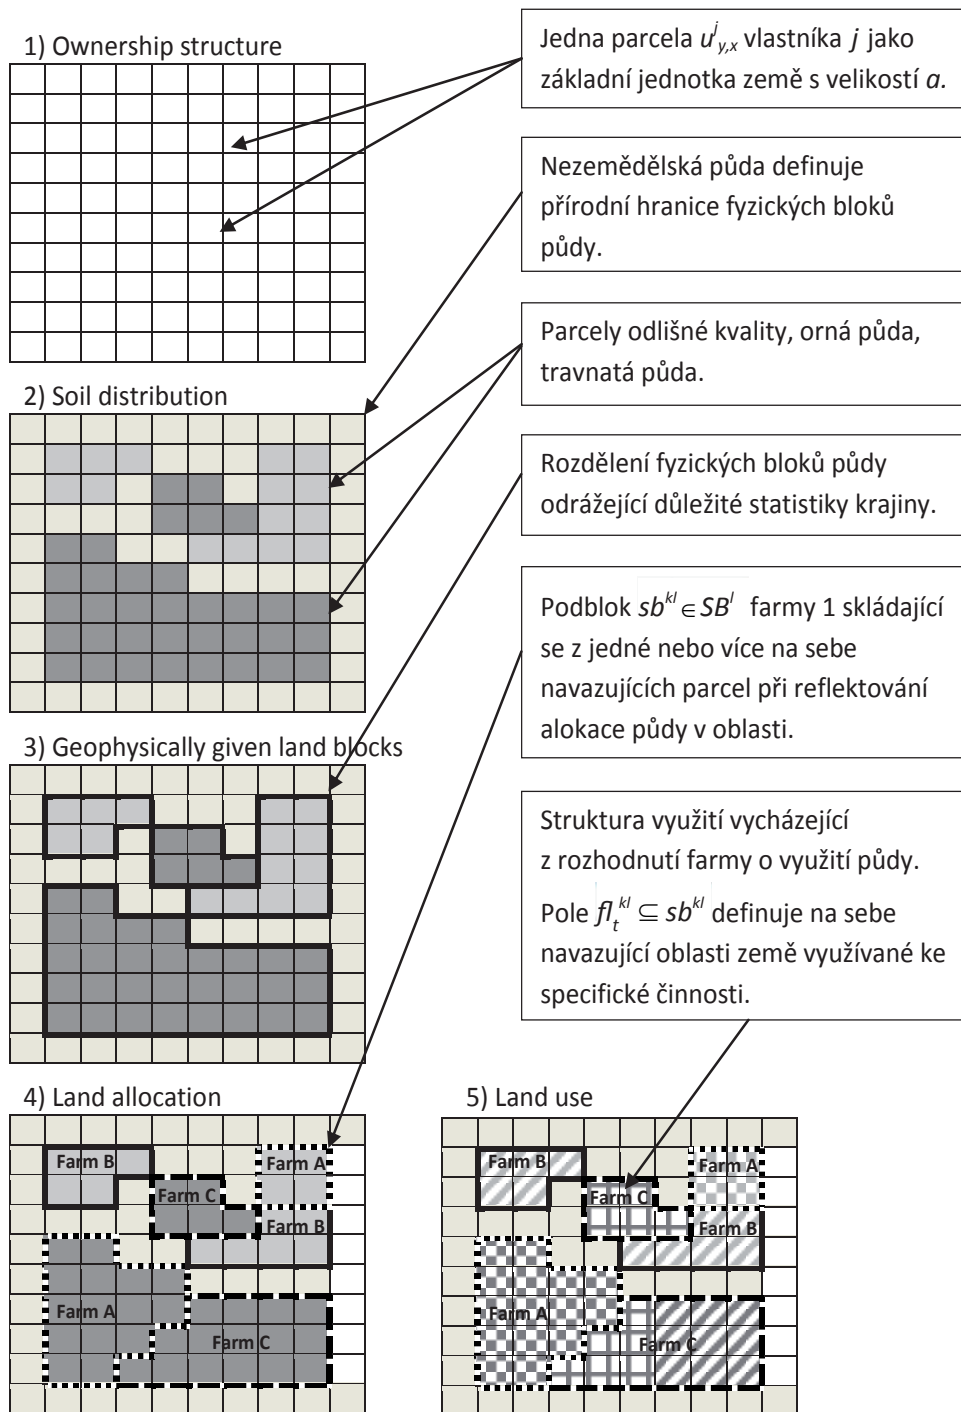 1) Ownership structure
Jedna parcela u^j_{y,x} vlastníka j jako
základní jednotka země s velikostí a.
Nezemědělská půda definuje
přírodní hranice fyzických bloků
půdy.
Parcely odlišné kvality, orná půda,
travnatá půda.
2) Soil distribution
Rozdělení fyzických bloků půdy
odrážející důležité statistiky krajiny.
Podblok sb^{kl} ∈ SB^l farmy 1 skládající
se z jedné nebo více na sebe
navazujících parcel při reflektování
alokace půdy v oblasti.
3) Geophysically given land blocks
Struktura využití vycházející
z rozhodnutí farmy o využití půdy.
Pole fl_t^{kl} ⊆ sb^{kl} definuje na sebe
navazující oblasti země využívané ke
specifické činnosti.
4) Land allocation
Farm B
Farm A
Farm C
Farm B
Farm A
Farm C
5) Land use
Farm B
Farm A
Farm C
Farm B
Farm A
Farm C